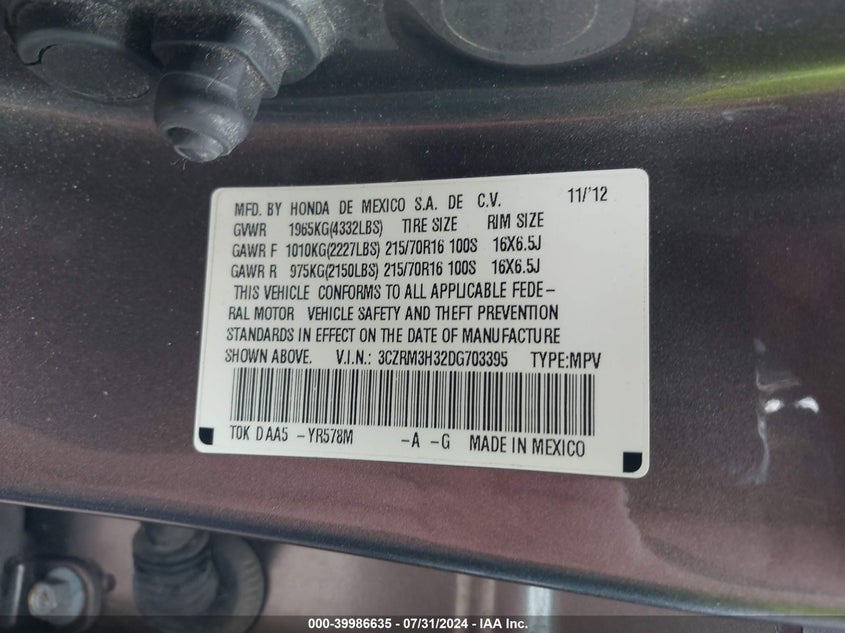 MFD. BY HONDA DE MEXICO S.A. DE C.V. 11/'12
GVWR 1965KG(4332LBS) TIRE SIZE RIM SIZE
GAWR F 1010KG(2227LBS) 215/70R16 100S 16X6.5J
GAWR R 975KG(2150LBS) 215/70R16 100S 16X6.5J
THIS VEHICLE CONFORMS TO ALL APPLICABLE FEDE-
RAL MOTOR VEHICLE SAFETY AND THEFT PREVENTION
STANDARDS IN EFFECT ON THE DATE OF MANUFACTURE
SHOWN ABOVE. V.I.N.: 3CZRM3H32DG703395 TYPE:MPV
T0K D AA5 -YR578M -A -G MADE IN MEXICO
000-39986635 / 07/31/2024 - IAA Inc.